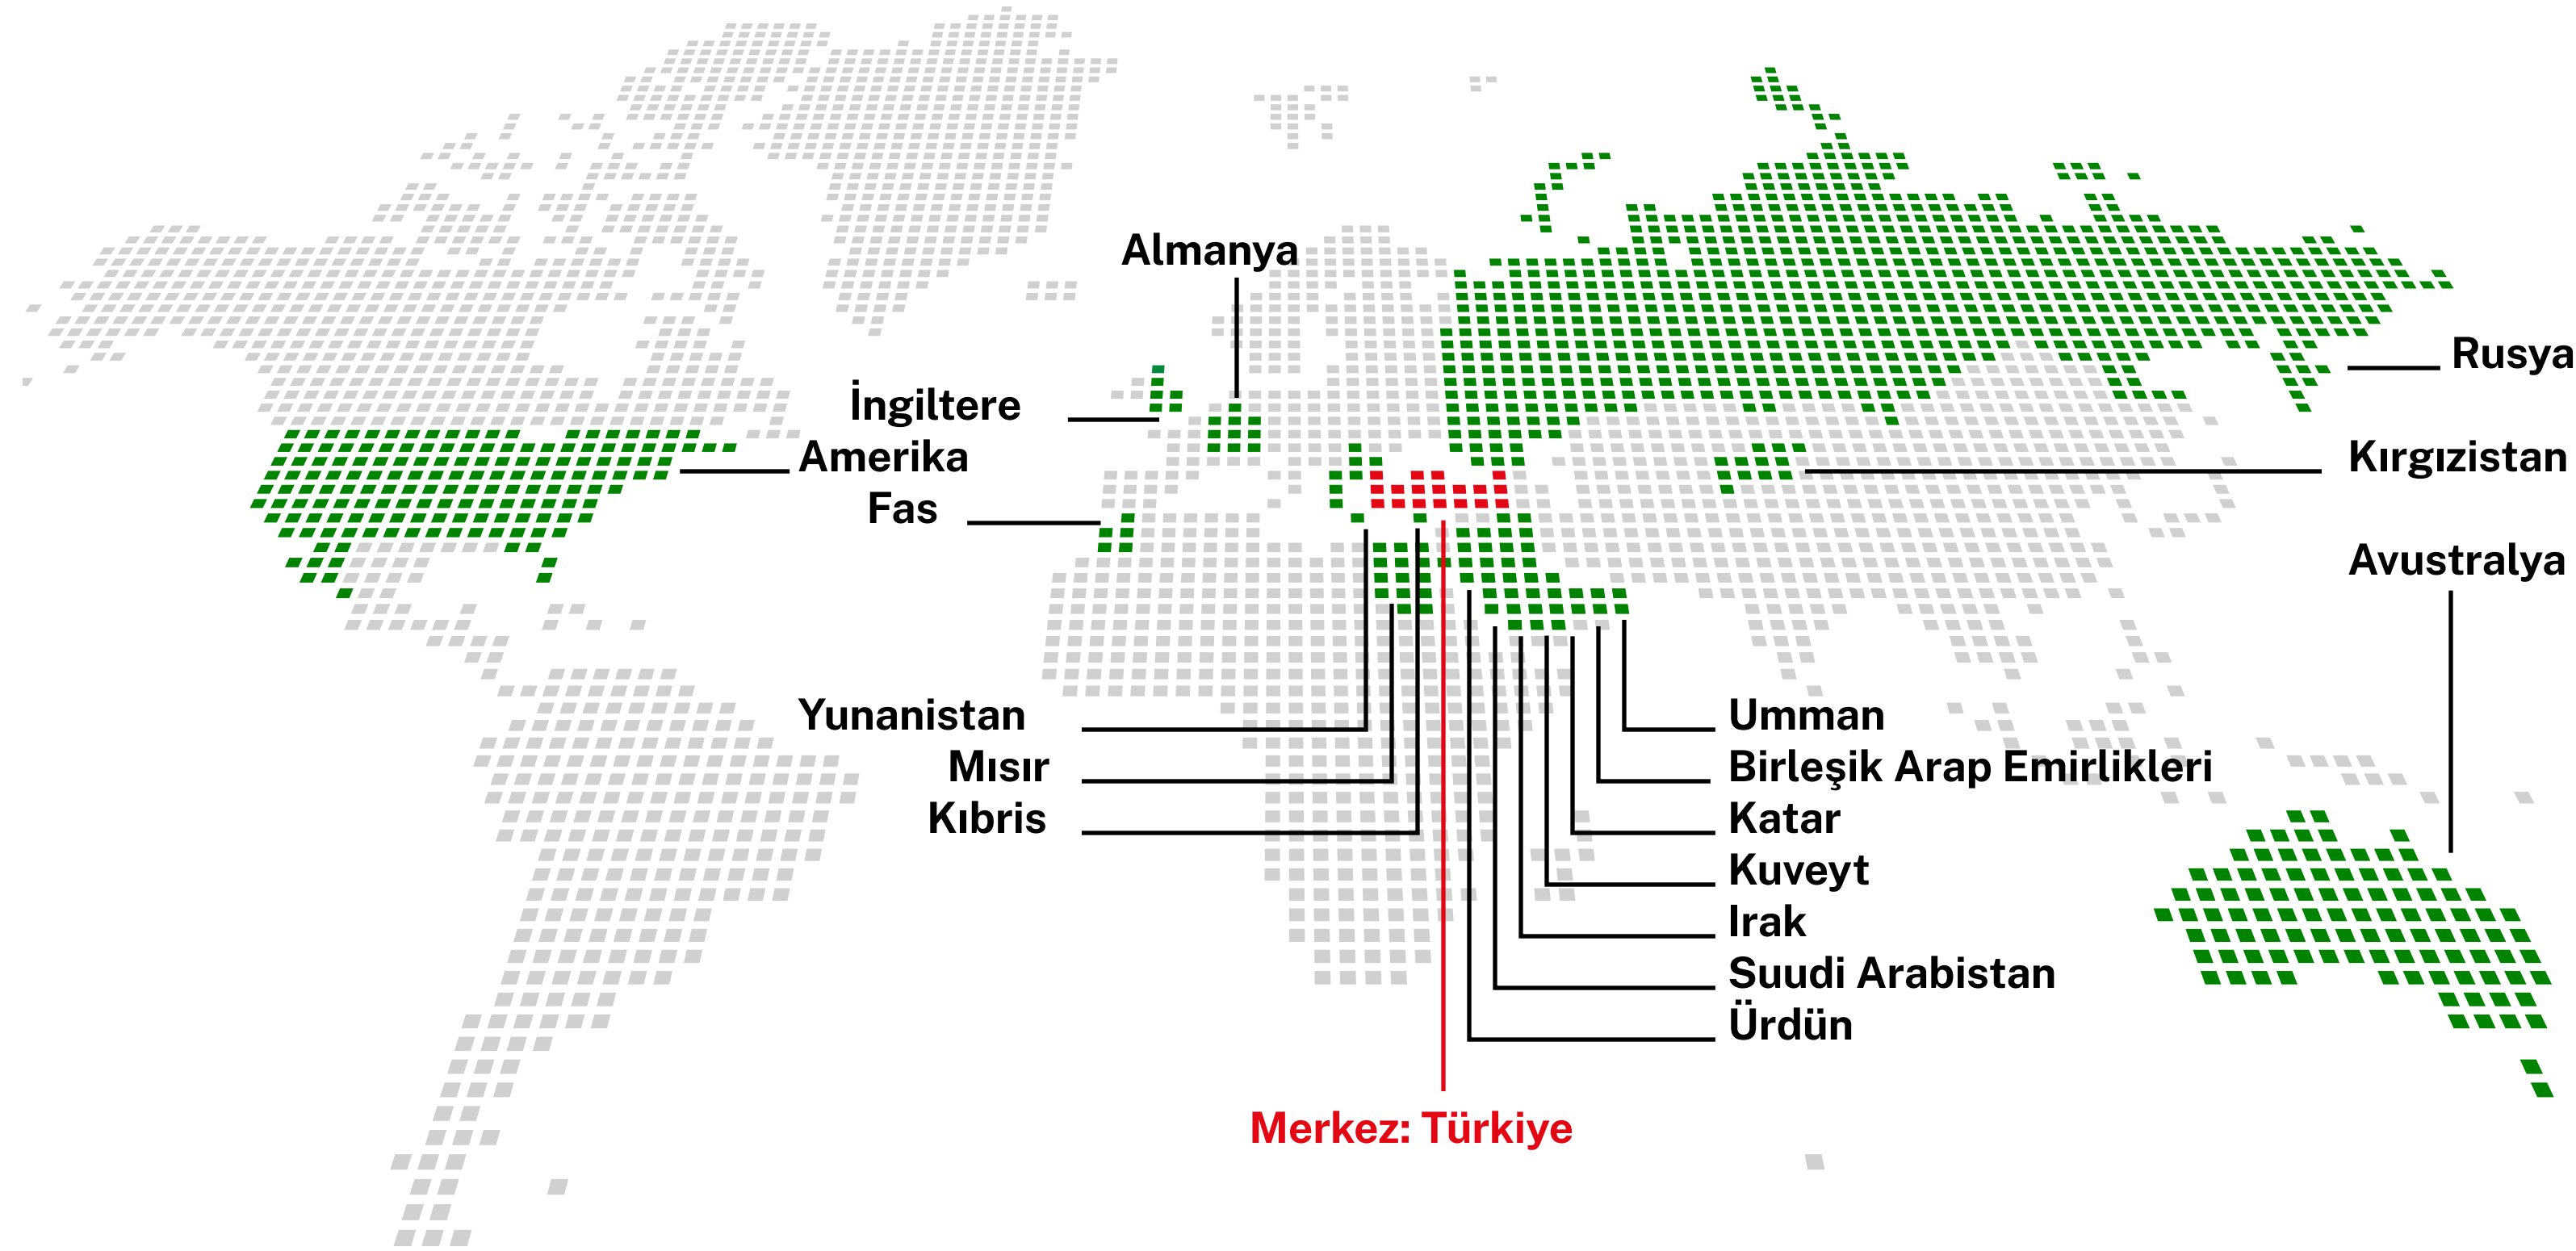 Almanya
Rusya
İngiltere
Amerika
Kırgızistan
Fas
Avustralya
Yunanistan
Umman
Mısır
Birleşik Arap Emirlikleri
Kıbris
Katar
Kuveyt
Irak
Suudi Arabistan
Ürdün
Merkez: Türkiye